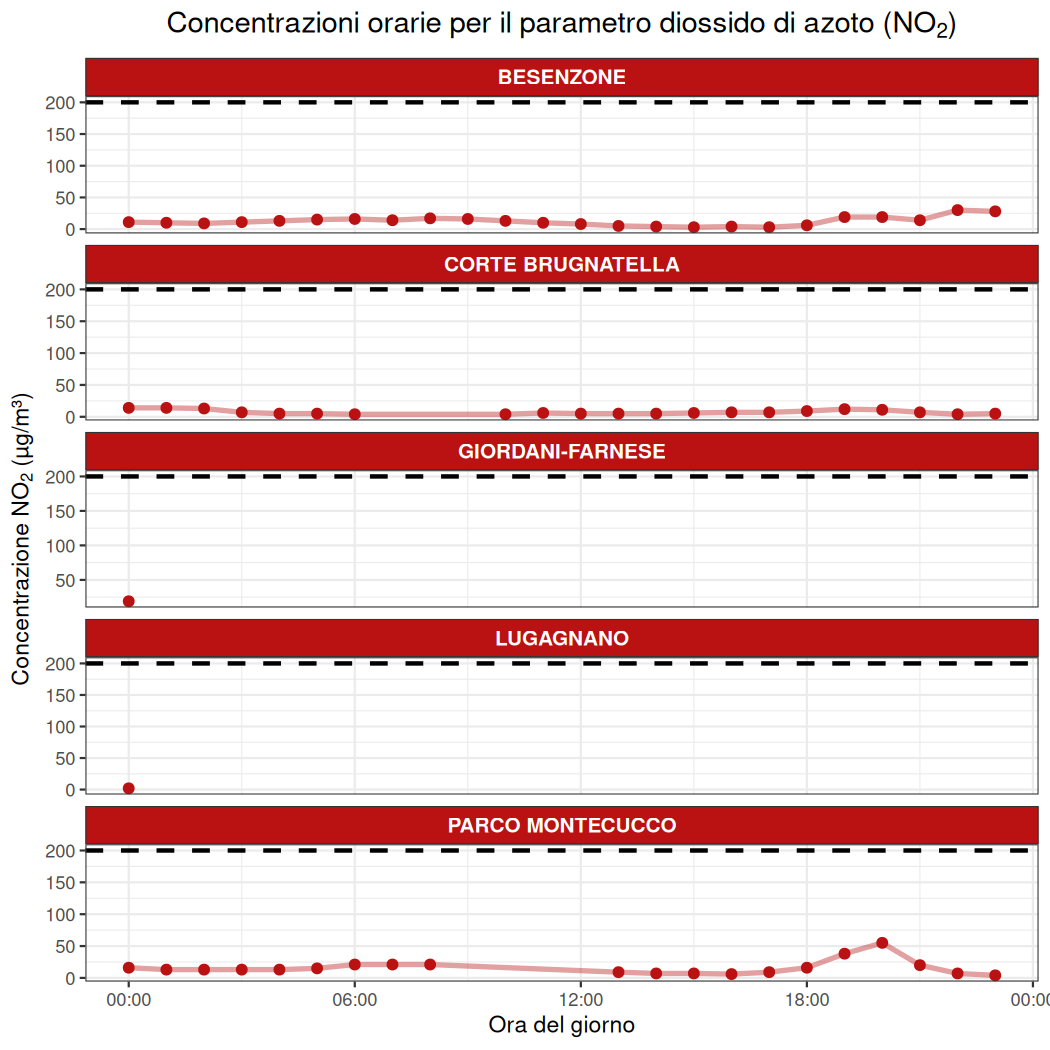 Concentrazioni orarie per il parametro diossido di azoto (NO₂)
Concentrazione NO₂ (µg/m³)
BESENZONE
200
150
100
50
0
CORTE BRUGNATELLA
200
150
100
50
0
GIORDANI-FARNESE
200
150
100
50
LUGAGNANO
200
150
100
50
0
PARCO MONTECUCCO
200
150
100
50
0
00:00 06:00 12:00 18:00 00:0
Ora del giorno